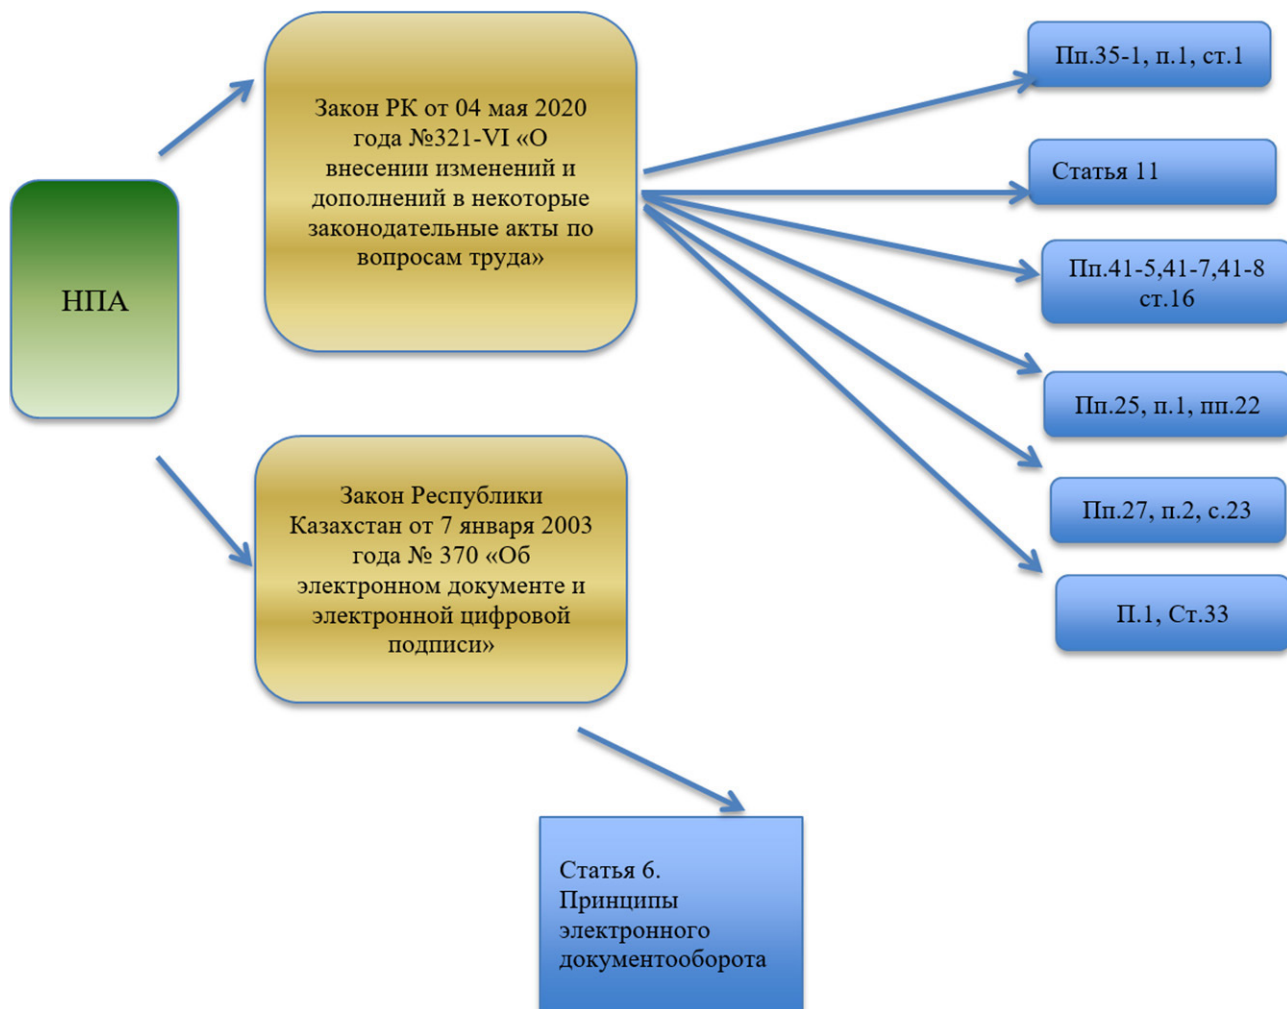 НПА
Закон РК от 04 мая 2020
года №321-VI «О
внесении изменений и
дополнений в некоторые
законодательные акты по
вопросам труда»
Закон Республики
Казахстан от 7 января 2003
года № 370 «Об
электронном документе и
электронной цифровой
подписи»
Пп.35-1, п.1, ст.1
Статья 11
Пп.41-5,41-7,41-8
ст.16
Пп.25, п.1, пп.22
Пп.27, п.2, с.23
П.1, Ст.33
Статья 6.
Принципы
электронного
документооборота